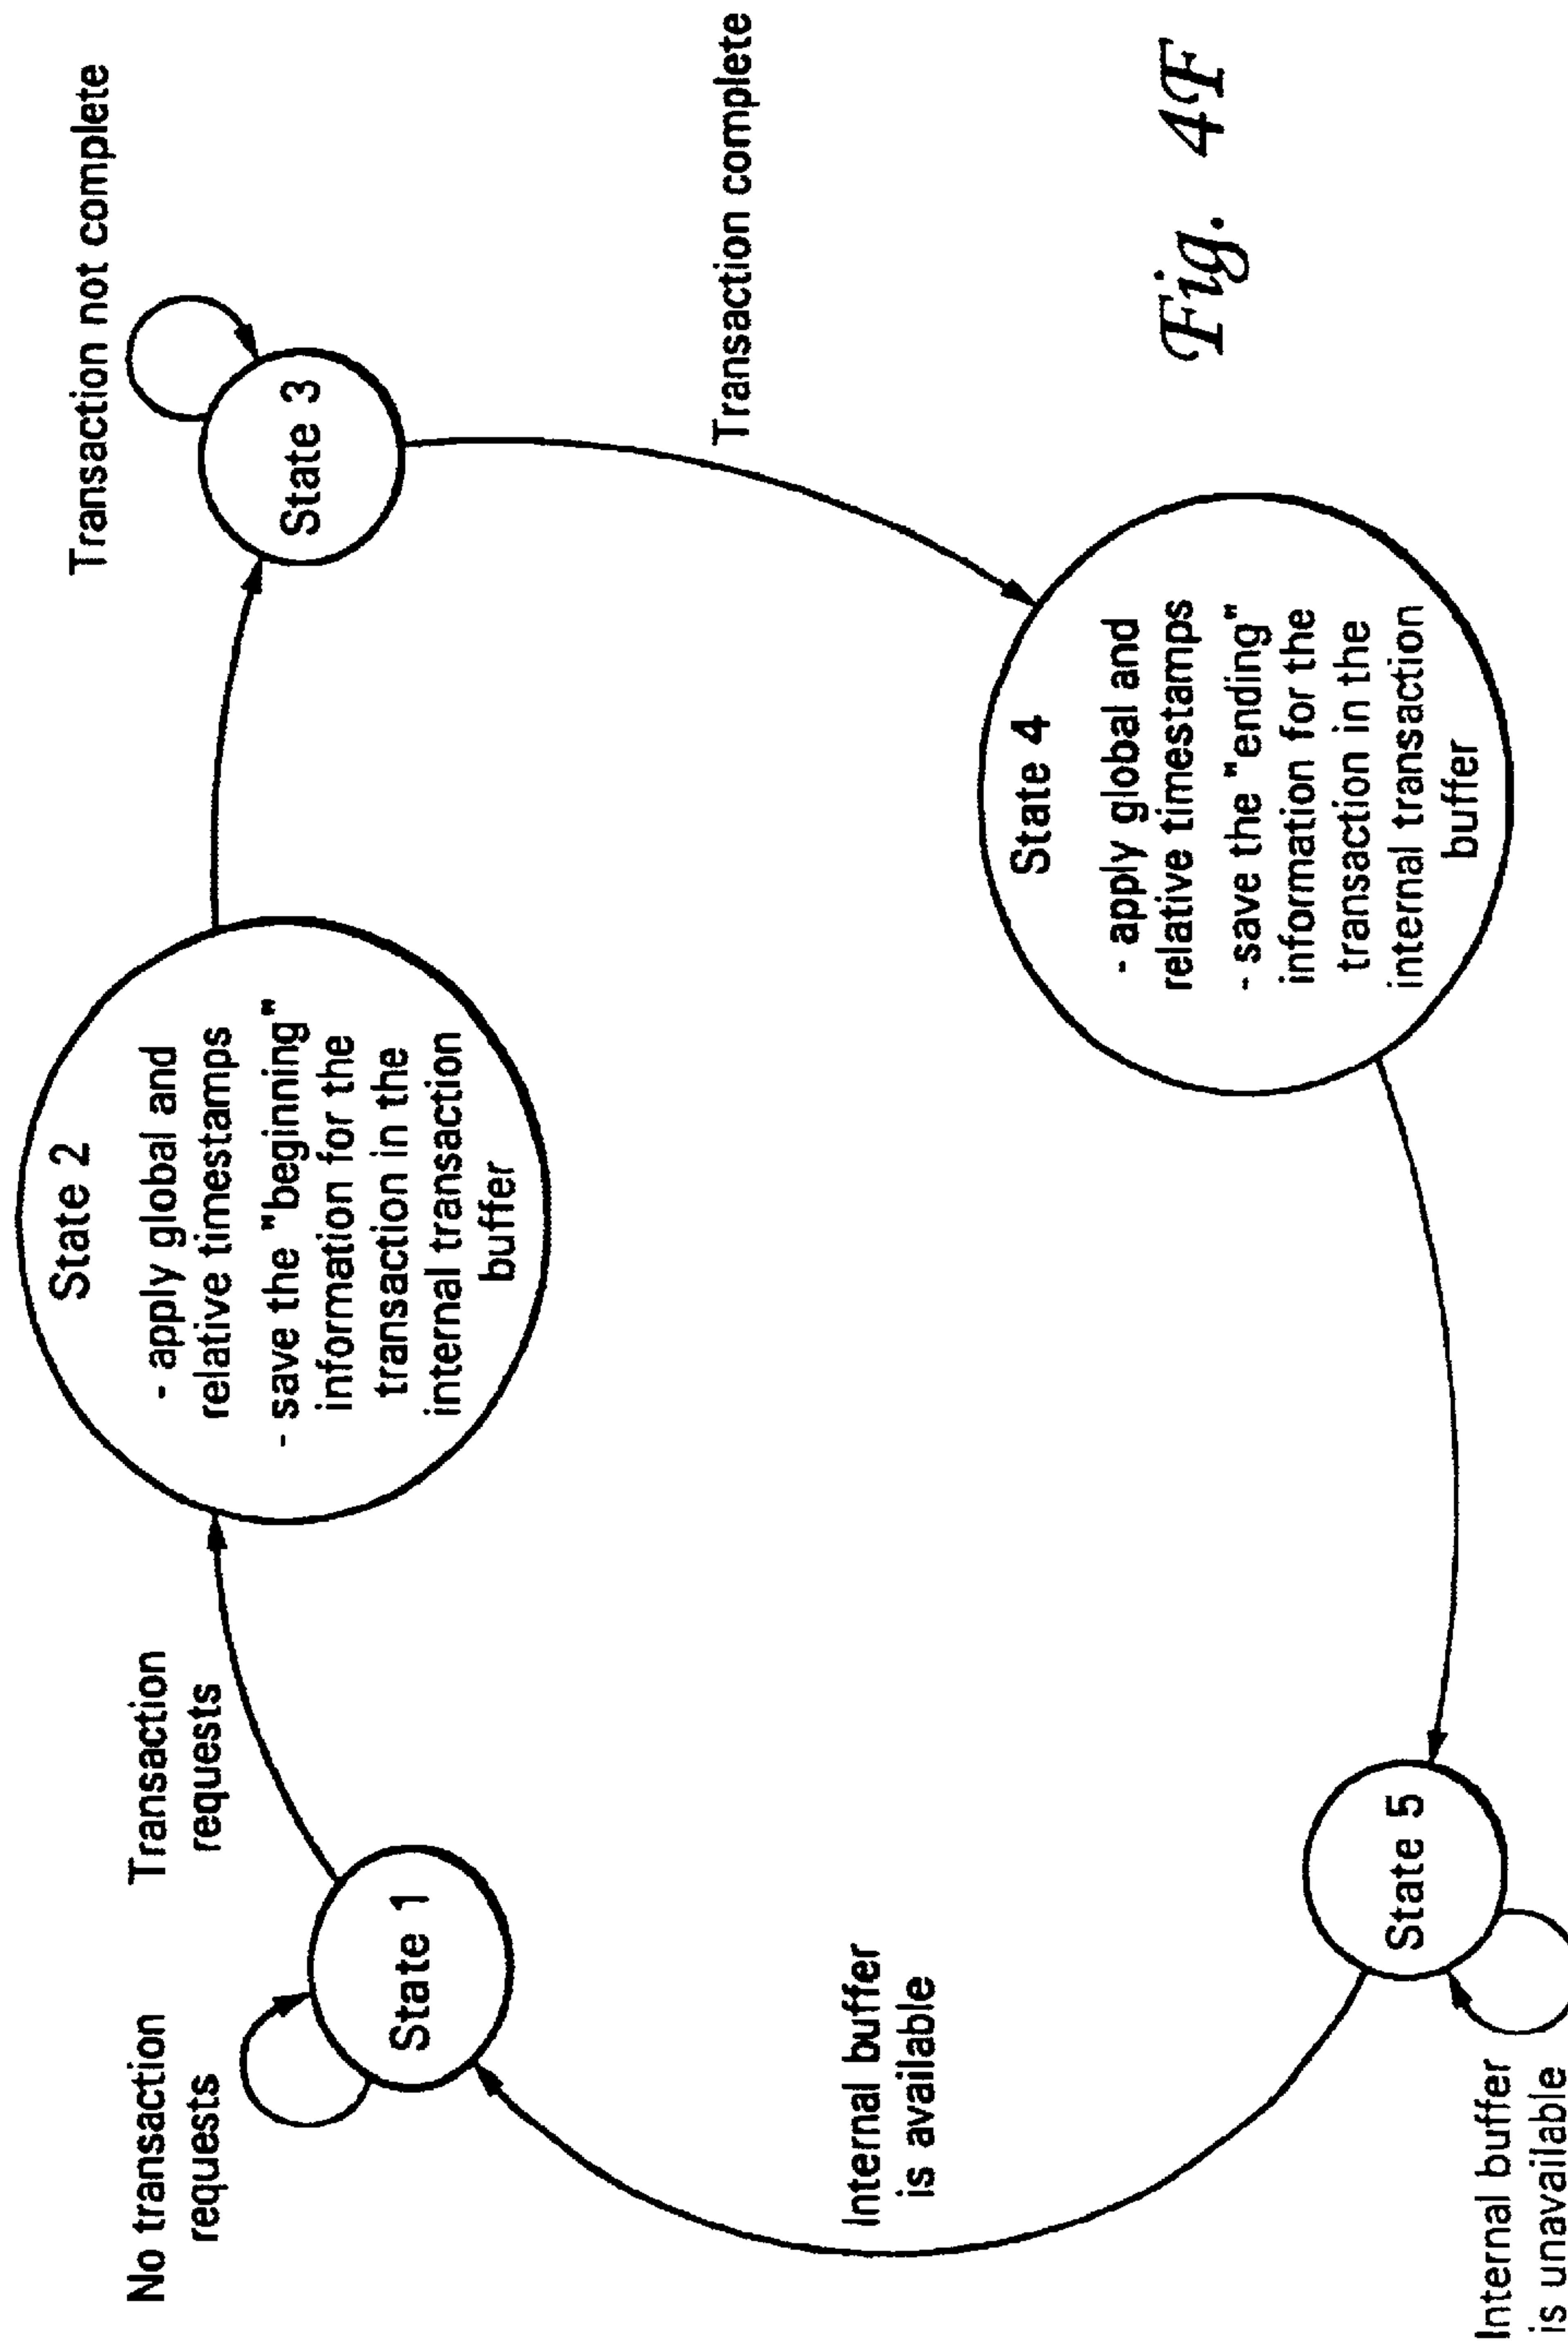 No transaction
requests
Transaction
requests
State 1
State 2
- apply global and
relative timestamps
- save the "beginning"
information for the
transaction in the
internal transaction
buffer
Transaction not complete
State 3
Transaction complete
State 4
- apply global and
relative timestamps
- save the "ending"
information for the
transaction in the
internal transaction
buffer
Internal buffer
is available
State 5
Internal buffer
is unavailable
Fig. 4F